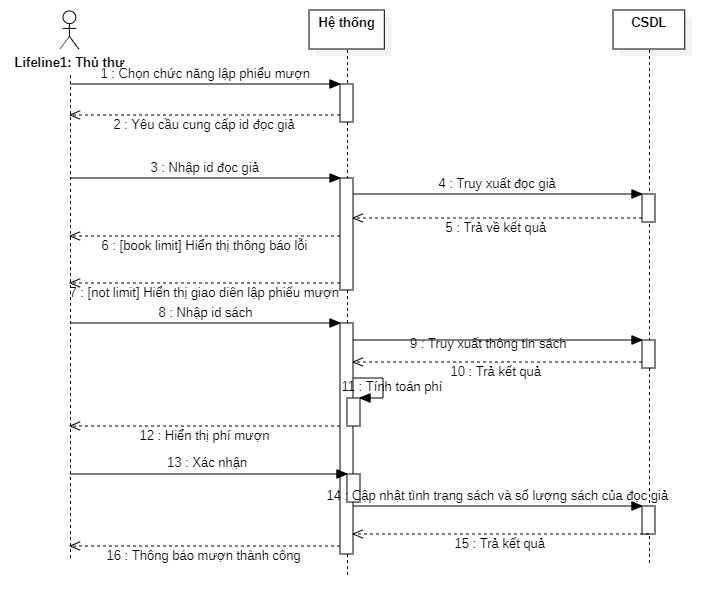 Hệ thống
CSDL
Lifeline1: Thủ thư
1 : Chọn chức năng lập phiếu mượn
2 : Yêu cầu cung cấp id đọc giả
3 : Nhập id đọc giả
4 : Truy xuất đọc giả
5 : Trả về kết quả
6 : [book limit] Hiển thị thông báo lỗi
7 : [not limit] Hiển thị giao diên lập phiếu mượn
8 : Nhập id sách
9 : Truy xuất thông tin sách
10 : Trả kết quả
11 : Tính toán phí
12 : Hiển thị phí mượn
13 : Xác nhận
14 : Cập nhật tình trạng sách và số lượng sách của đọc giả
15 : Trả kết quả
16 : Thông báo mượn thành công